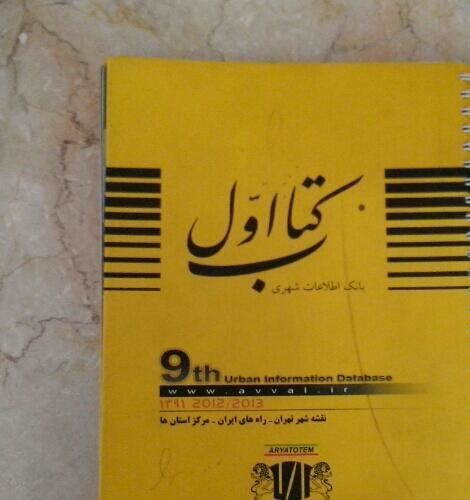 کتاب اوّل
بانک اطلاعات شهری
9th Urban Information Database
www.avval.ir
۱۳۹۱ 2012/2013
نقشه شهر تهران - راه های ایران - مرکز استان ها
ARYATOTEM